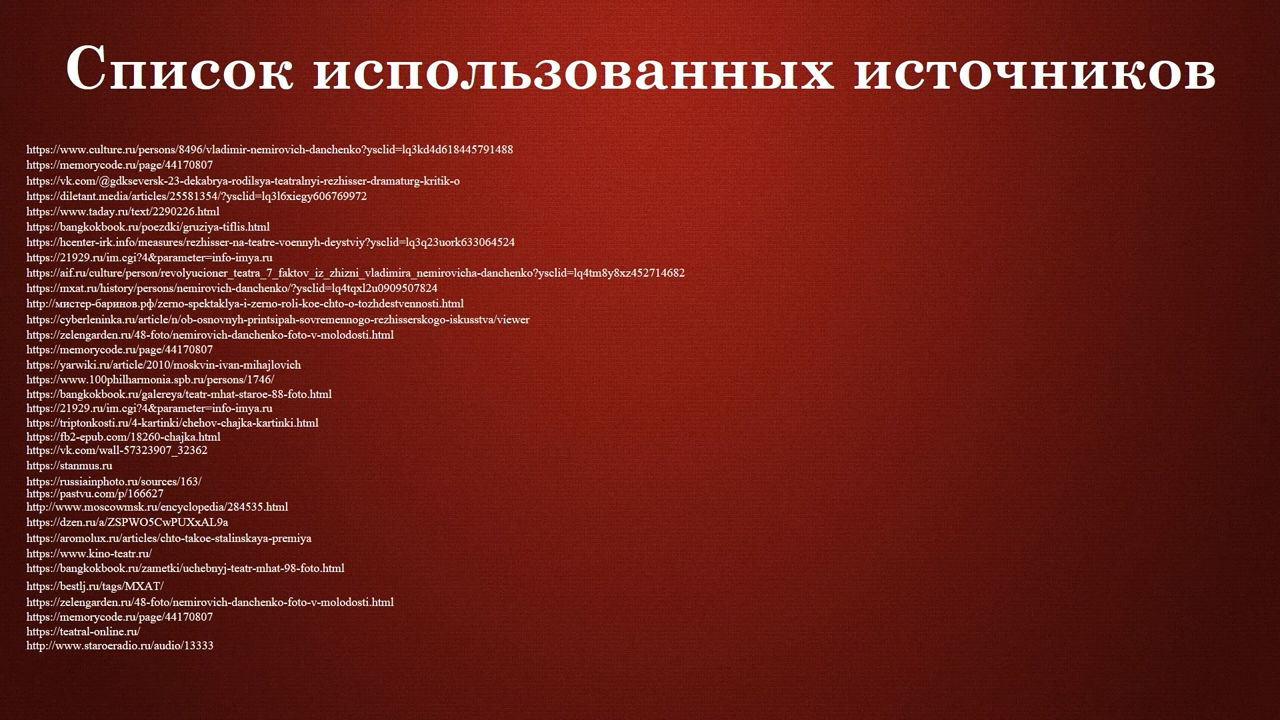 Список использованных источников
https://www.culture.ru/persons/8496/vladimir-nemirovich-danchenko?ysclid=lq3kd4d618445791488
https://memorycode.ru/page/44170807
https://vk.com/@gdkseversk-23-dekabrya-rodilsya-teatralnyi-rezhisser-dramaturg-kritik-o
https://diletant.media/articles/25581354/?ysclid=lq3l6xiegy606769972
https://www.taday.ru/text/2290226.html
https://bangkokbook.ru/poezdki/gruziya-tiflis.html
https://hcenter-irk.info/measures/rezhisser-na-teatre-voennyh-deystviy?ysclid=lq3q23uork633064524
https://21929.ru/im.cgi?4&parameter=info-imya.ru
https://aif.ru/culture/person/revolyucioner_teatra_7_faktov_iz_zhizni_vladimira_nemirovicha-danchenko?ysclid=lq4tm8y8xz452714682
https://mxat.ru/history/persons/nemirovich-danchenko/?ysclid=lq4tqxl2u0909507824
http://мистер-баринов.рф/zerno-spektaklya-i-zerno-roli-koe-chto-o-tozhdestvennosti.html
https://cyberleninka.ru/article/n/ob-osnovnyh-printsipah-sovremennogo-rezhisserskogo-iskusstva/viewer
https://zelengarden.ru/48-foto/nemirovich-danchenko-foto-v-molodosti.html
https://memorycode.ru/page/44170807
https://yarwiki.ru/article/2010/moskvin-ivan-mihajlovich
https://www.100philharmonia.spb.ru/persons/1746/
https://bangkokbook.ru/galereya/teatr-mhat-staroe-88-foto.html
https://21929.ru/im.cgi?4&parameter=info-imya.ru
https://triptonkosti.ru/4-kartinki/chehov-chajka-kartinki.html
https://fb2-epub.com/18260-chajka.html
https://vk.com/wall-57323907_32362
https://stanmus.ru
https://russiainphoto.ru/sources/163/
https://pastvu.com/p/166627
http://www.moscowmsk.ru/encyclopedia/284535.html
https://dzen.ru/a/ZSPWO5CwPUXxAL9a
https://aromolux.ru/articles/chto-takoe-stalinskaya-premiya
https://www.kino-teatr.ru/
https://bangkokbook.ru/zametki/uchebnyj-teatr-mhat-98-foto.html
https://bestlj.ru/tags/MXAT/
https://zelengarden.ru/48-foto/nemirovich-danchenko-foto-v-molodosti.html
https://memorycode.ru/page/44170807
https://teatral-online.ru/
http://www.staroeradio.ru/audio/13333